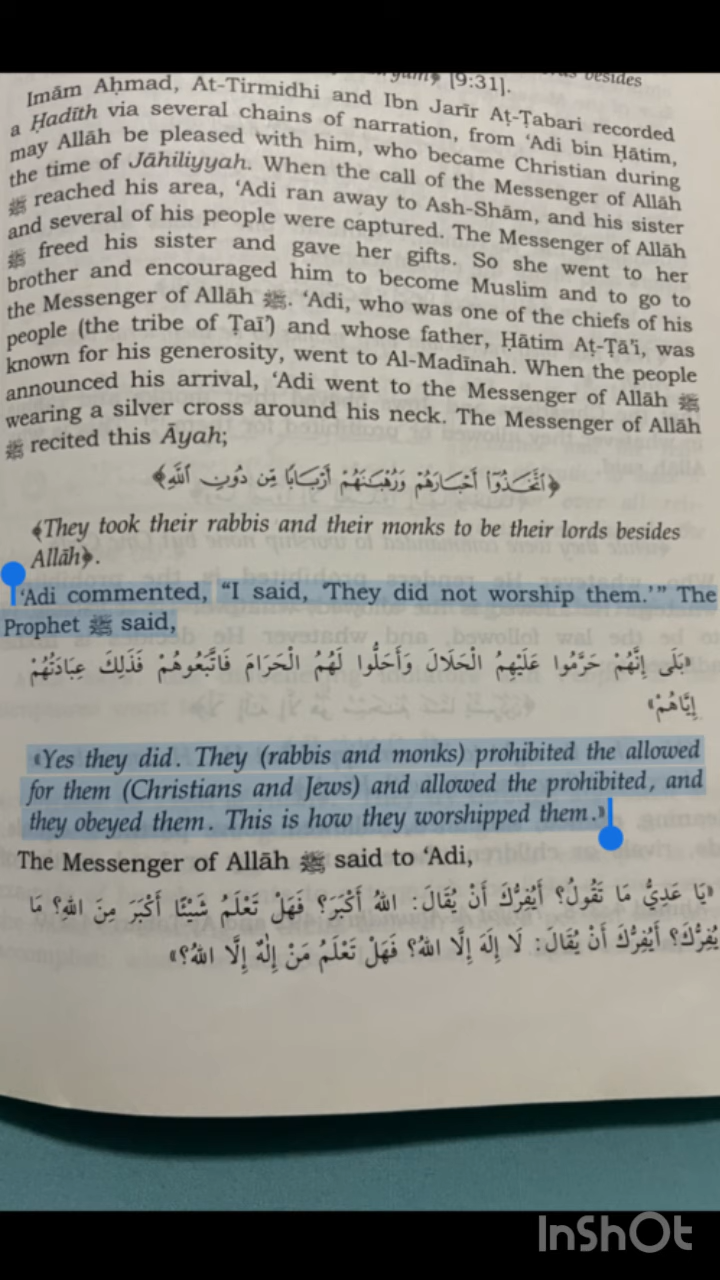 besides
[9:31].
Imām Aḥmad, At-Tirmidhi and Ibn Jarīr Aṭ-Ṭabari recorded
a Ḥadīth via several chains of narration, from ‘Adi bin Ḥātim,
may Allāh be pleased with him, who became Christian during
the time of Jāhiliyyah. When the call of the Messenger of Allāh
ﷺ reached his area, ‘Adi ran away to Ash-Shām, and his sister
and several of his people were captured. The Messenger of Allāh
ﷺ freed his sister and gave her gifts. So she went to her
brother and encouraged him to become Muslim and to go to
the Messenger of Allāh ﷺ. ‘Adi, who was one of the chiefs of his
people (the tribe of Ṭaī’) and whose father, Ḥātim Aṭ-Ṭā’i, was
known for his generosity, went to Al-Madīnah. When the people
announced his arrival, ‘Adi went to the Messenger of Allāh ﷺ
wearing a silver cross around his neck. The Messenger of Allāh
ﷺ recited this Āyah;
﴿ٱتَّخَذُوٓا۟ أَحْبَارَهُمْ وَرُهْبَـٰنَهُمْ أَرْبَابًا مِّن دُونِ ٱللَّهِ﴾
﴾They took their rabbis and their monks to be their lords besides
Allāh﴿.
‘Adi commented, “I said, ‘They did not worship them.’” The
Prophet ﷺ said,
«بَلَى إِنَّهُمْ حَرَّمُوا عَلَيْهِمُ الْحَلَالَ وَأَحَلُّوا لَهُمُ الْحَرَامَ فَاتَّبَعُوهُمْ فَذَلِكَ عِبَادَتُهُمْ
إِيَّاهُمْ»
«Yes they did. They (rabbis and monks) prohibited the allowed
for them (Christians and Jews) and allowed the prohibited, and
they obeyed them. This is how they worshipped them.»
The Messenger of Allāh ﷺ said to ‘Adi,
«يَا عَدِيُّ مَا تَقُولُ؟ أَيُفِرُّكَ أَنْ يُقَالَ: اللهُ أَكْبَرُ؟ فَهَلْ تَعْلَمُ شَيْئًا أَكْبَرَ مِنَ اللهِ؟ مَا
يُفِرُّكَ؟ أَيُفِرُّكَ أَنْ يُقَالَ: لَا إِلَهَ إِلَّا اللهُ؟ فَهَلْ تَعْلَمُ مَنْ إِلَهٌ إِلَّا اللهُ؟»
InShOt